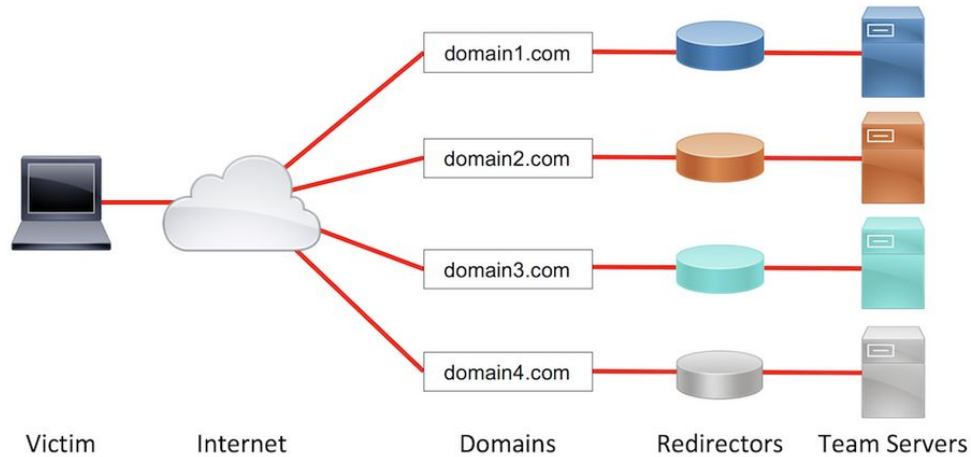 domain1.com
domain2.com
domain3.com
domain4.com
Victim Internet Domains Redirectors Team Servers